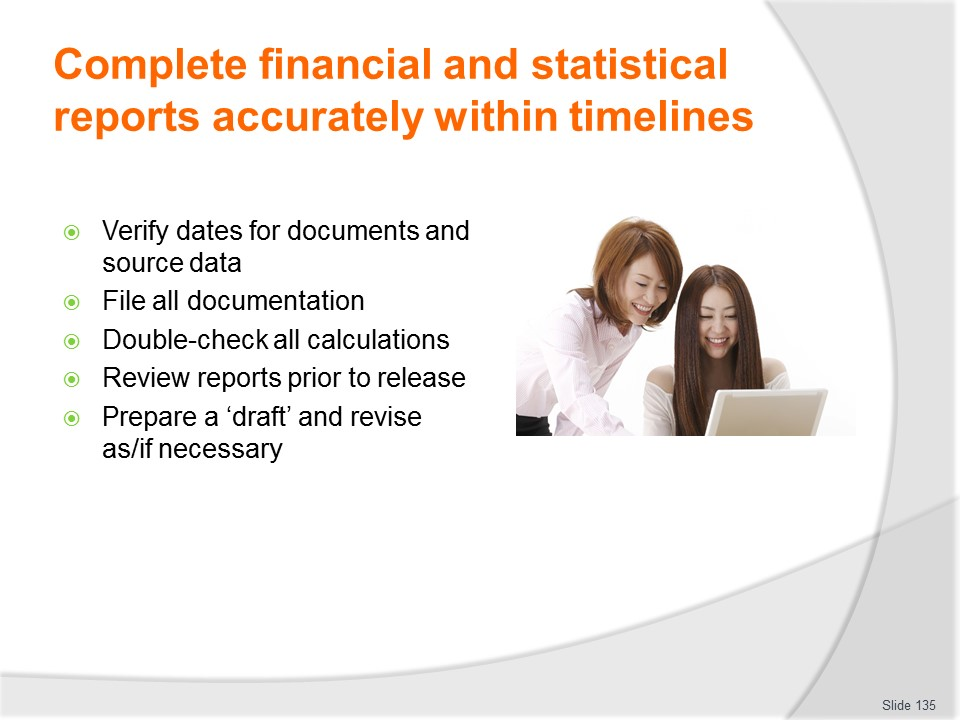 Complete financial and statistical
reports accurately within timelines
Verify dates for documents and
source data
File all documentation
Double-check all calculations
Review reports prior to release
Prepare a ‘draft’ and revise
as/if necessary
Slide 135